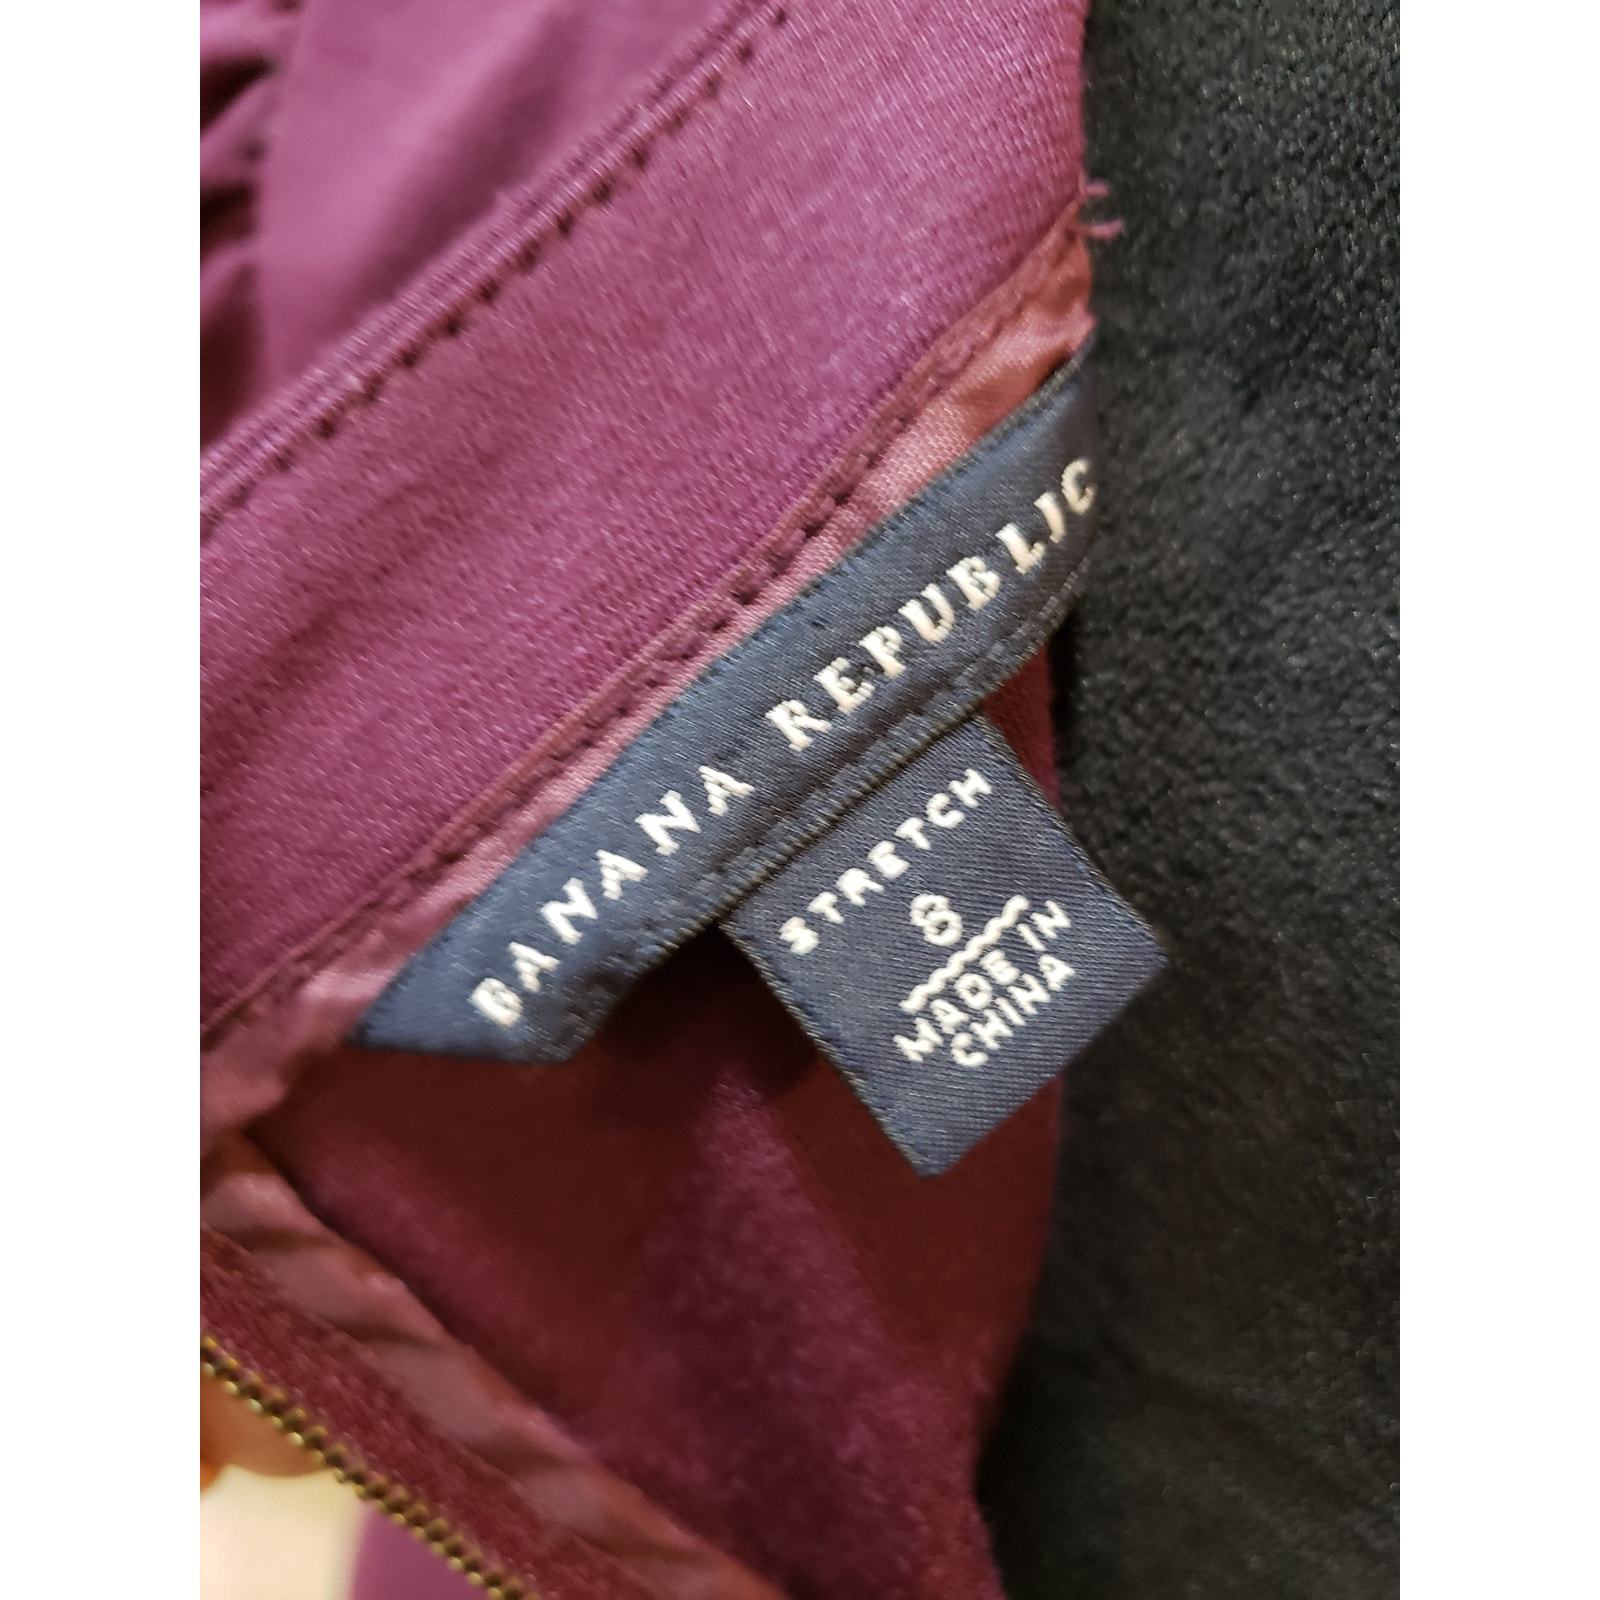 BANANA REPUBLIC
STRETCH
8
MADE IN
CHINA